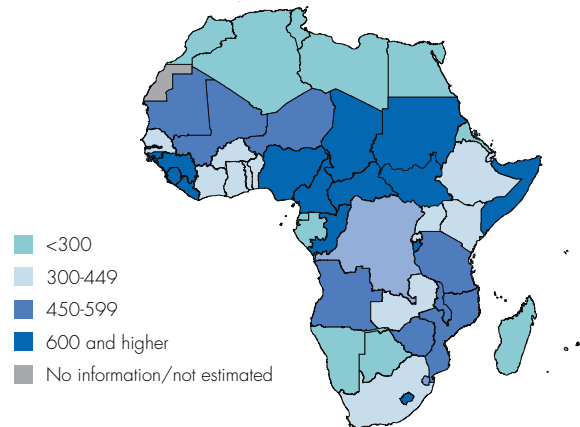 <300
300-449
450-599
600 and higher
No information/not estimated